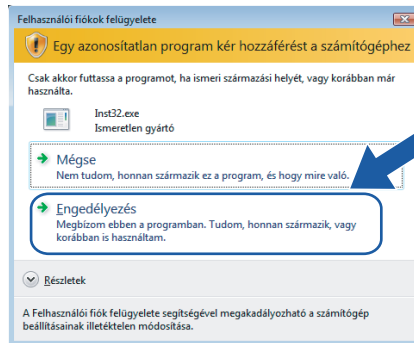 Felhasználói fiókok felügyelete
Egy azonosítatlan program kér hozzáférést a számítógéphez
Csak akkor futtassa a programot, ha ismeri származási helyét, vagy korábban már
használta.
Inst32.exe
Ismeretlen gyártó
Mégse
Nem tudom, honnan származik ez a program, és hogy mire való.
Engedélyezés
Megbízom ebben a programban. Tudom, honnan származik, vagy
korábban is használtam.
Részletek
A Felhasználói fiók felügyelete segítségével megakadályozható a számítógép
beállításainak illetéktelen módosítása.